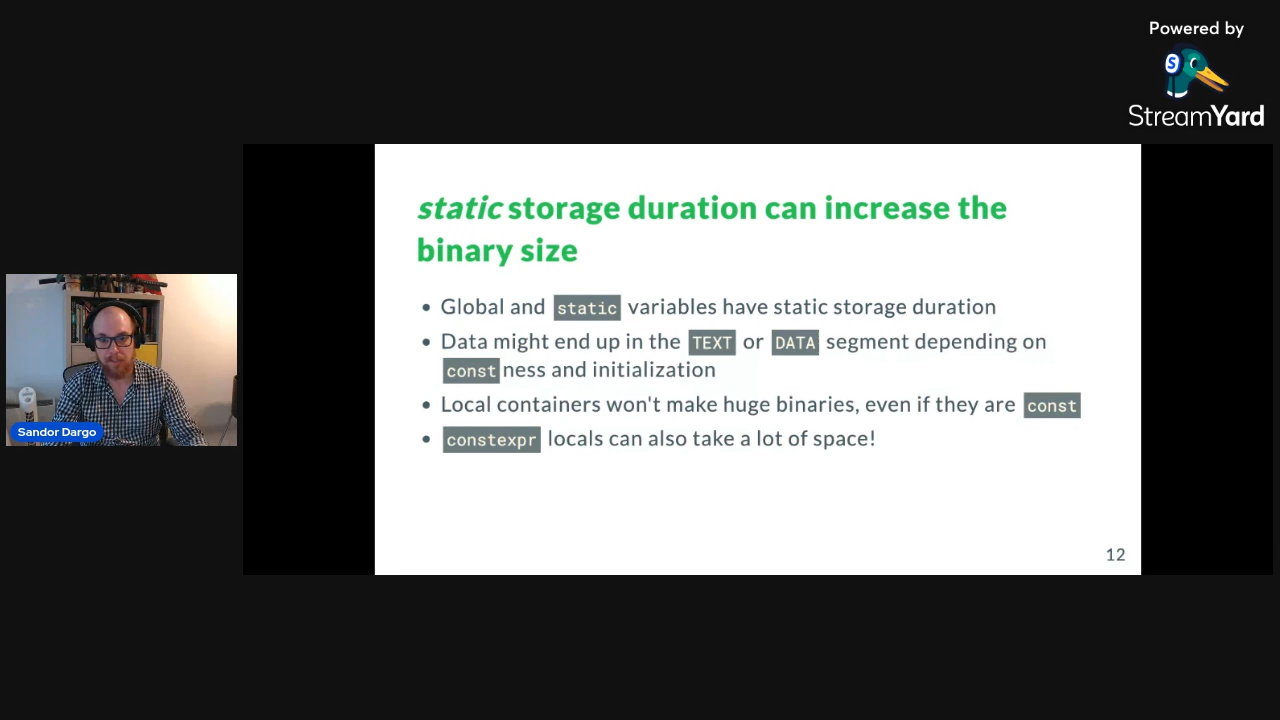 Powered by
S
StreamYard
static storage duration can increase the
binary size
• Global and static variables have static storage duration
• Data might end up in the TEXT or DATA segment depending on
constness and initialization
• Local containers won't make huge binaries, even if they are const
• constexpr locals can also take a lot of space!
12
Sandor Dargo